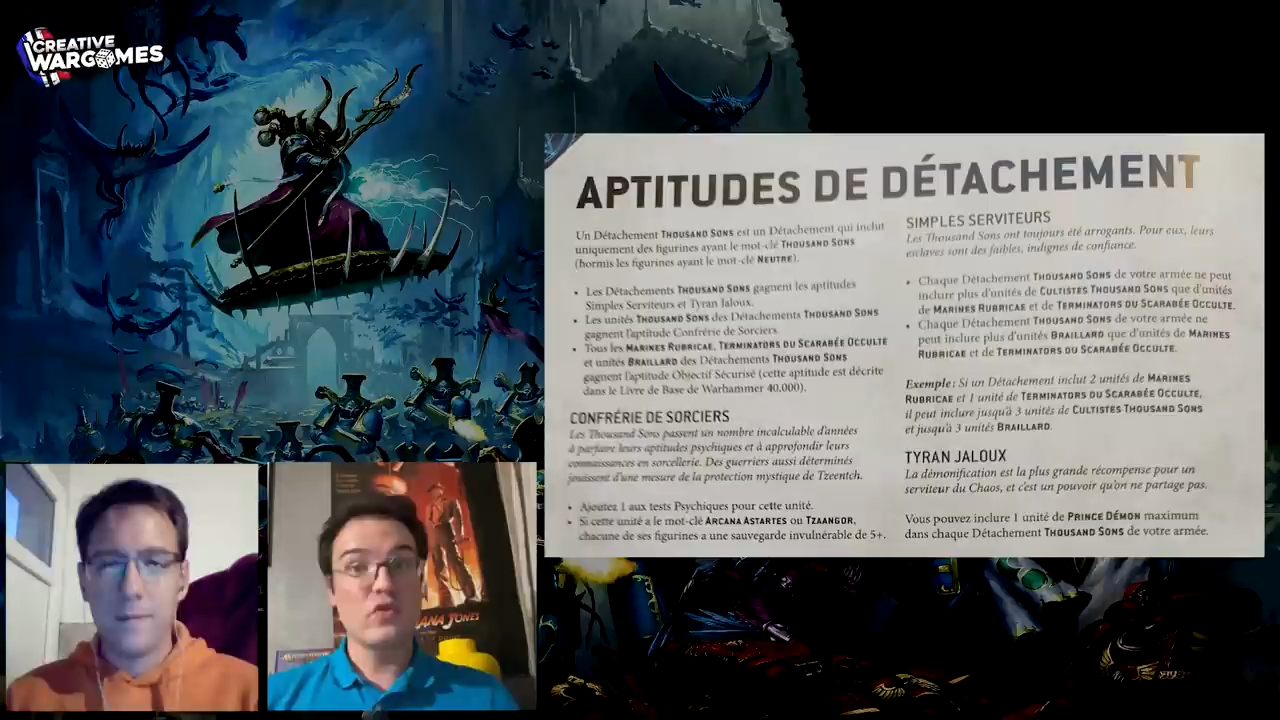 CREATIVE
WARGAMES
APTITUDES DE DÉTACHEMENT
Un Détachement THOUSAND SONS est un Détachement qui inclut
uniquement des figurines ayant le mot-clé THOUSAND SONS
(hormis les figurines ayant le mot-clé NEUTRE).
• Les Détachements THOUSAND SONS gagnent les aptitudes
Simples Serviteurs et Tyran Jaloux.
• Les unités THOUSAND SONS des Détachements THOUSAND SONS
gagnent l'aptitude Confrérie de Sorciers.
• Tous les MARINES RUBRICAE, TERMINATORS DU SCARABÉE OCCULTE
et unités BRAILLARD des Détachements THOUSAND SONS
gagnent l'aptitude Objectif Sécurisé (cette aptitude est décrite
dans le Livre de Base de Warhammer 40,000).
CONFRÉRIE DE SORCIERS
Les Thousand Sons passent un nombre incalculable d'années
à parfaire leurs aptitudes psychiques et à approfondir leurs
connaissances en sorcellerie. Des guerriers aussi déterminés
jouissent d'une mesure de la protection mystique de Tzeentch.
• Ajoutez 1 aux tests Psychiques pour cette unité.
• Si cette unité a le mot-clé ARCANA ASTARTES ou TZAANGOR,
chacune de ses figurines a une sauvegarde invulnérable de 5+.
SIMPLES SERVITEURS
Les Thousand Sons ont toujours été arrogants. Pour eux, leurs
esclaves sont des faibles, indignes de confiance.
• Chaque Détachement THOUSAND SONS de votre armée ne peut
inclure plus d'unités de CULTISTES THOUSAND SONS que d'unités
de MARINES RUBRICAE et de TERMINATORS DU SCARABÉE OCCULTE.
• Chaque Détachement THOUSAND SONS de votre armée ne
peut inclure plus d'unités BRAILLARD que d'unités de MARINES
RUBRICAE et de TERMINATORS DU SCARABÉE OCCULTE.
Exemple : Si un Détachement inclut 2 unités de MARINES
RUBRICAE et 1 unité de TERMINATORS DU SCARABÉE OCCULTE,
il peut inclure jusqu'à 3 unités de CULTISTES THOUSAND SONS
et jusqu'à 3 unités BRAILLARD.
TYRAN JALOUX
La démonification est la plus grande récompense pour un
serviteur du Chaos, et c'est un pouvoir qu'on ne partage pas.
Vous pouvez inclure 1 unité de PRINCE DÉMON maximum
dans chaque Détachement THOUSAND SONS de votre armée.
ANA JONES